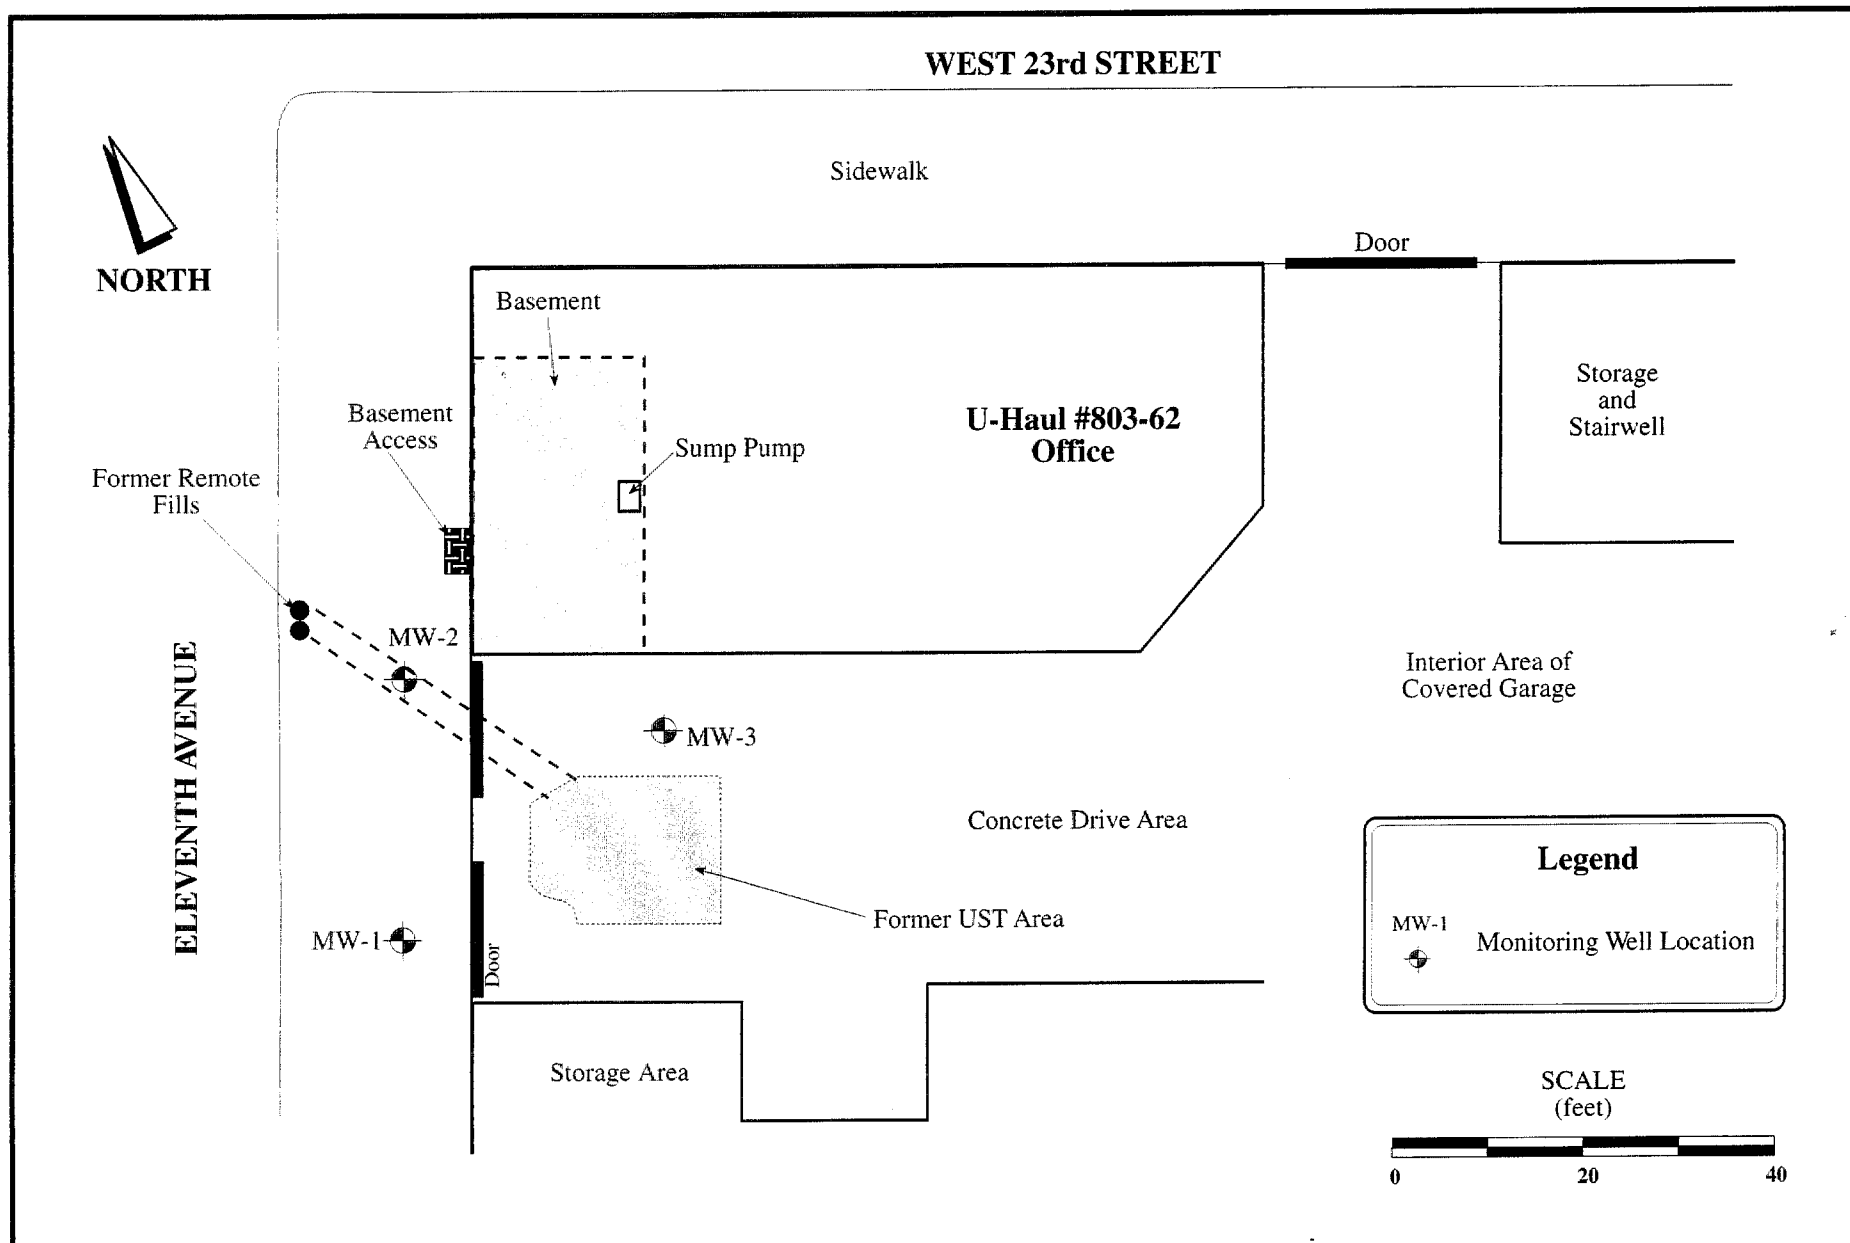 WEST 23rd STREET
Sidewalk
NORTH
Door
Basement
Storage
and
Stairwell
Basement
Access
U-Haul #803-62
Office
Sump Pump
Former Remote
Fills
MW-2
ELEVENTH AVENUE
Interior Area of
Covered Garage
MW-3
Concrete Drive Area
Former UST Area
MW-1
Door
Storage Area
Legend
MW-1
Monitoring Well Location
SCALE
(feet)
0 20 40